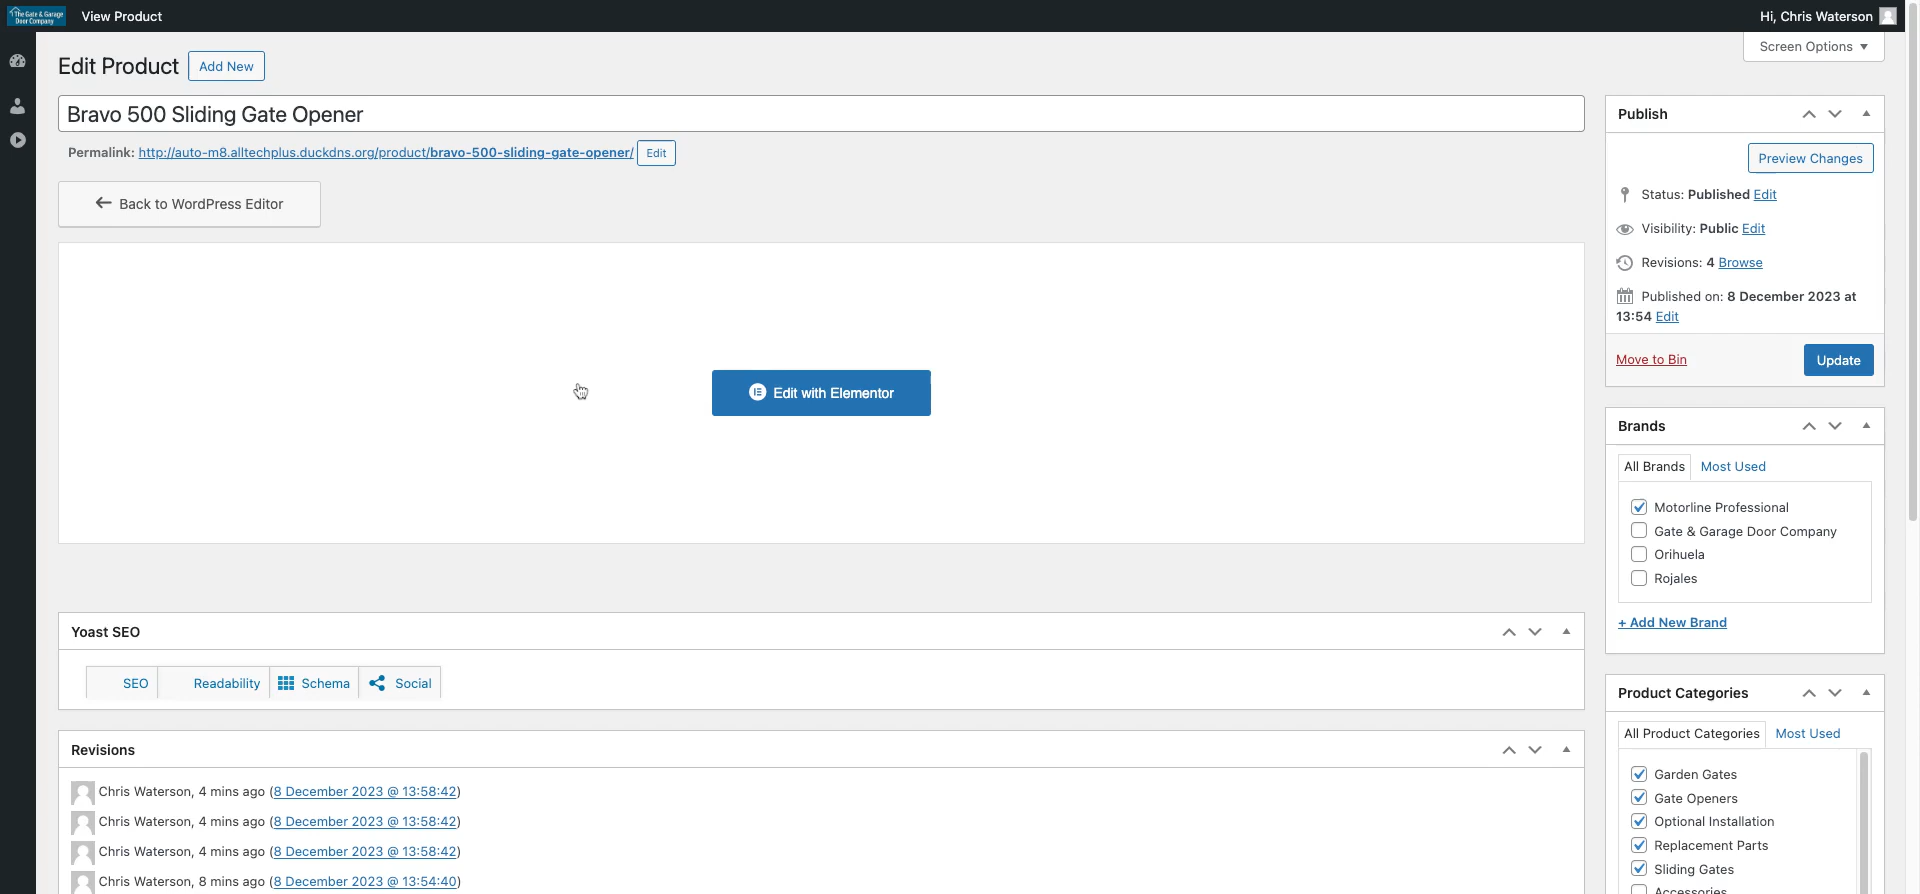 The Gate & Garage
Door Company
View Product
Hi, Chris Waterson
Screen Options
Edit Product
Add New
Bravo 500 Sliding Gate Opener
Permalink: http://auto-m8.alltechplus.duckdns.org/product/bravo-500-sliding-gate-opener/ Edit
Back to WordPress Editor
Edit with Elementor
Yoast SEO
SEO
Readability
Schema
Social
Revisions
Chris Waterson, 4 mins ago (8 December 2023 @ 13:58:42)
Chris Waterson, 4 mins ago (8 December 2023 @ 13:58:42)
Chris Waterson, 4 mins ago (8 December 2023 @ 13:58:42)
Chris Waterson, 8 mins ago (8 December 2023 @ 13:54:40)
Publish
Preview Changes
Status: Published Edit
Visibility: Public Edit
Revisions: 4 Browse
Published on: 8 December 2023 at
13:54 Edit
Move to Bin
Update
Brands
All Brands
Most Used
Motorline Professional
Gate & Garage Door Company
Orihuela
Rojales
+ Add New Brand
Product Categories
All Product Categories
Most Used
Garden Gates
Gate Openers
Optional Installation
Replacement Parts
Sliding Gates
Accessories